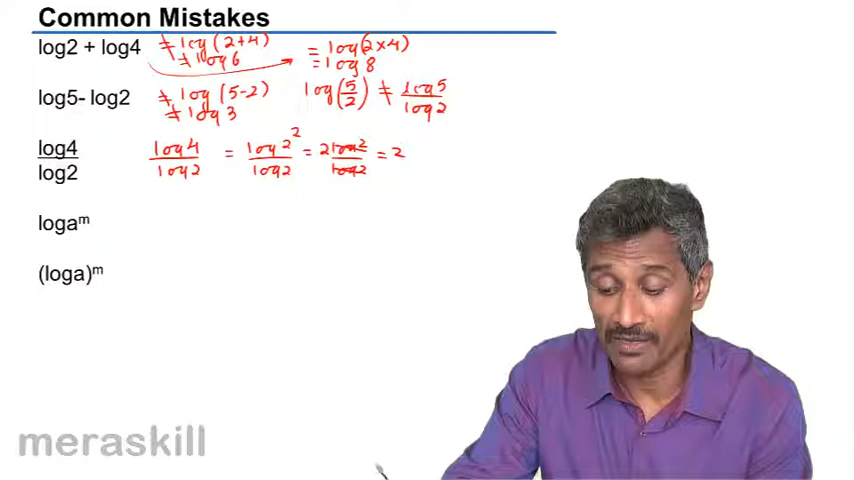 Common Mistakes
log2 + log4 ≠ log(2+4) = log(2×4)
≠ log6 = log8
log5- log2 ≠ log(5-2) log(5/2) ≠ log5/log2
≠ log3
log4/log2 log4/log2 = log2²/log2 = 2log2/log2 = 2
logaᵐ
(loga)ᵐ
meraskill